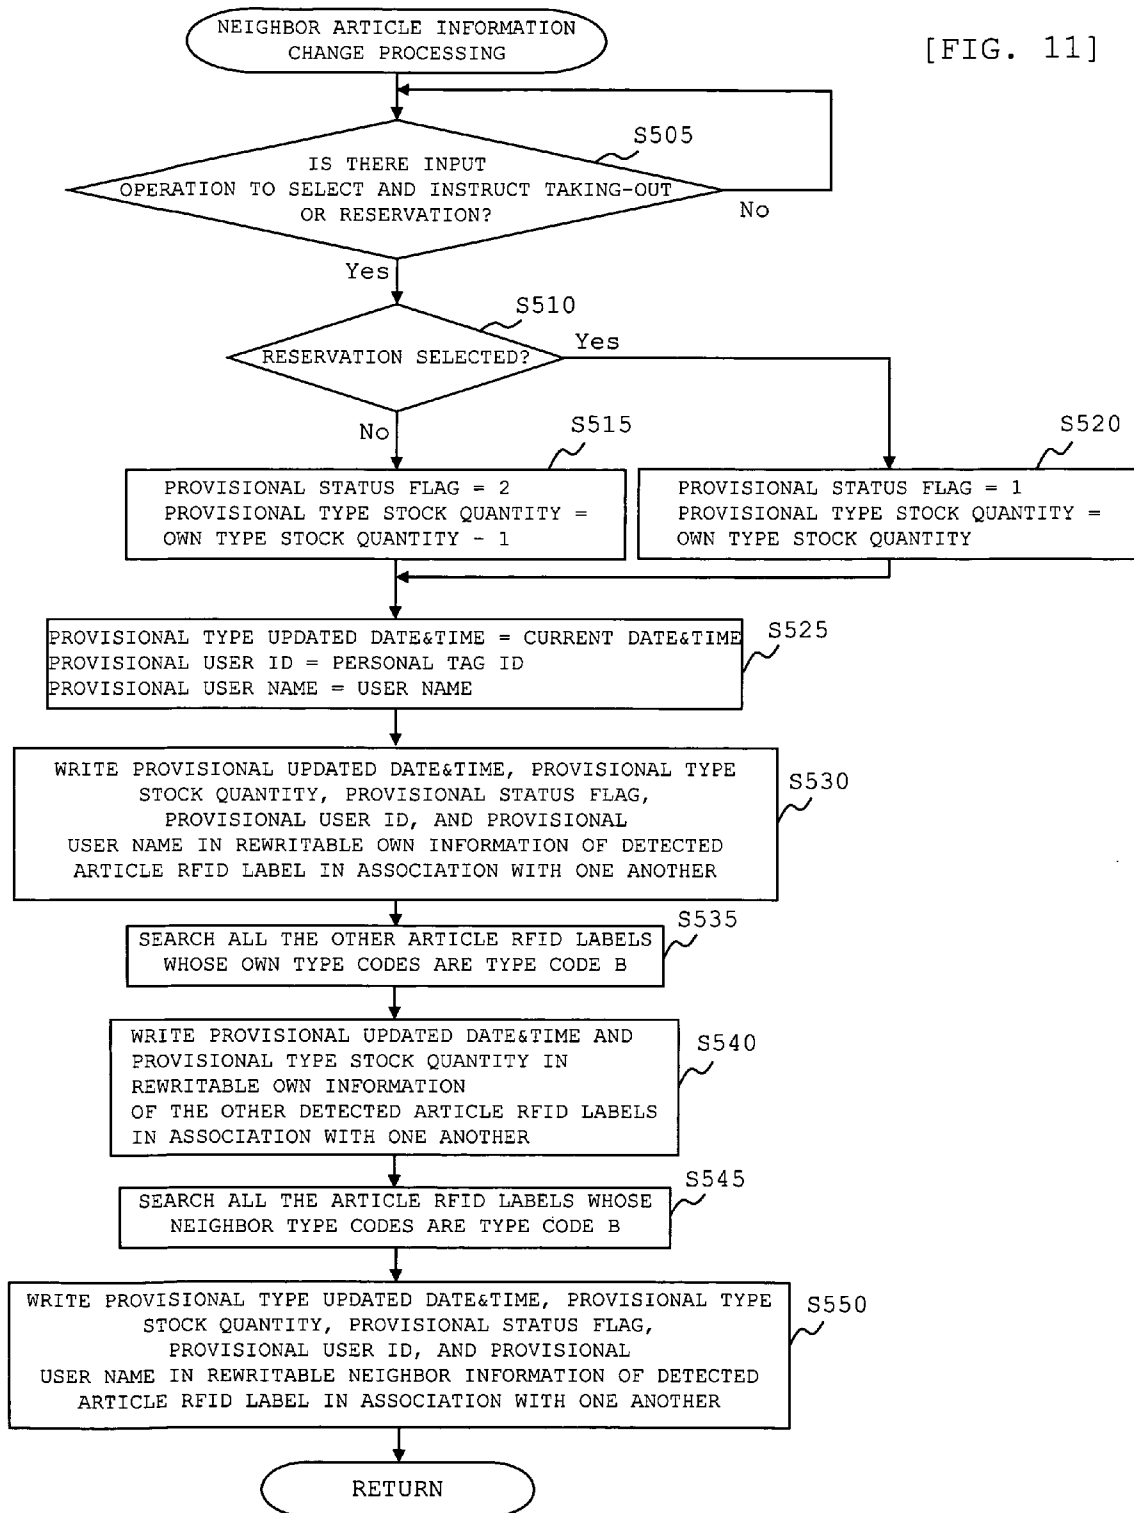 NEIGHBOR ARTICLE INFORMATION
CHANGE PROCESSING
[FIG. 11]
S505
IS THERE INPUT
OPERATION TO SELECT AND INSTRUCT TAKING-OUT
OR RESERVATION?
No
Yes
S510
RESERVATION SELECTED?
Yes
No
S515
PROVISIONAL STATUS FLAG = 2
PROVISIONAL TYPE STOCK QUANTITY =
OWN TYPE STOCK QUANTITY - 1
S520
PROVISIONAL STATUS FLAG = 1
PROVISIONAL TYPE STOCK QUANTITY =
OWN TYPE STOCK QUANTITY
S525
PROVISIONAL TYPE UPDATED DATE&TIME = CURRENT DATE&TIME
PROVISIONAL USER ID = PERSONAL TAG ID
PROVISIONAL USER NAME = USER NAME
S530
WRITE PROVISIONAL UPDATED DATE&TIME, PROVISIONAL TYPE
STOCK QUANTITY, PROVISIONAL STATUS FLAG,
PROVISIONAL USER ID, AND PROVISIONAL
USER NAME IN REWRITABLE OWN INFORMATION OF DETECTED
ARTICLE RFID LABEL IN ASSOCIATION WITH ONE ANOTHER
S535
SEARCH ALL THE OTHER ARTICLE RFID LABELS
WHOSE OWN TYPE CODES ARE TYPE CODE B
S540
WRITE PROVISIONAL UPDATED DATE&TIME AND
PROVISIONAL TYPE STOCK QUANTITY IN
REWRITABLE OWN INFORMATION
OF THE OTHER DETECTED ARTICLE RFID LABELS
IN ASSOCIATION WITH ONE ANOTHER
S545
SEARCH ALL THE ARTICLE RFID LABELS WHOSE
NEIGHBOR TYPE CODES ARE TYPE CODE B
S550
WRITE PROVISIONAL TYPE UPDATED DATE&TIME, PROVISIONAL TYPE
STOCK QUANTITY, PROVISIONAL STATUS FLAG,
PROVISIONAL USER ID, AND PROVISIONAL
USER NAME IN REWRITABLE NEIGHBOR INFORMATION OF DETECTED
ARTICLE RFID LABEL IN ASSOCIATION WITH ONE ANOTHER
RETURN